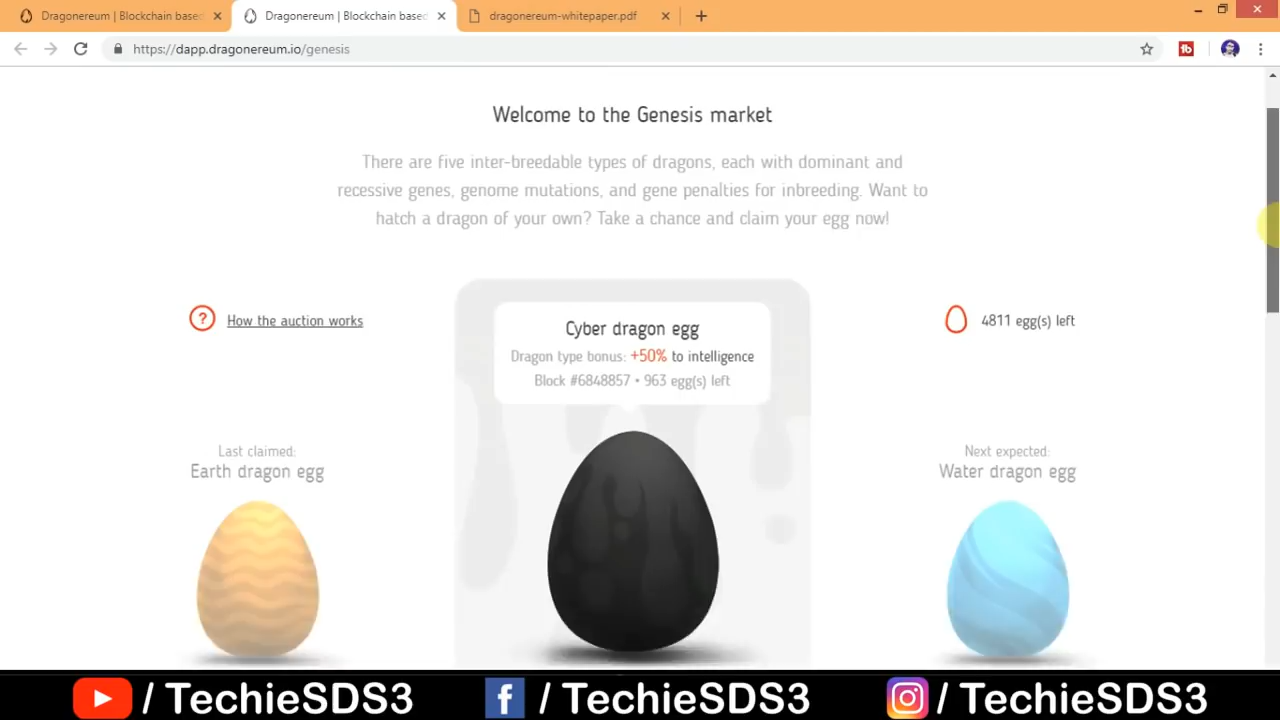 Dragonereum | Blockchain based
Dragonereum | Blockchain based
dragonereum-whitepaper.pdf
https://dapp.dragonereum.io/genesis
Welcome to the Genesis market
There are five inter-breedable types of dragons, each with dominant and
recessive genes, genome mutations, and gene penalties for inbreeding. Want to
hatch a dragon of your own? Take a chance and claim your egg now!
? How the auction works
Cyber dragon egg
Dragon type bonus: +50% to intelligence
Block #6848857 • 963 egg(s) left
4811 egg(s) left
Last claimed:
Earth dragon egg
Next expected:
Water dragon egg
/ TechieSDS3
f / TechieSDS3
/ TechieSDS3